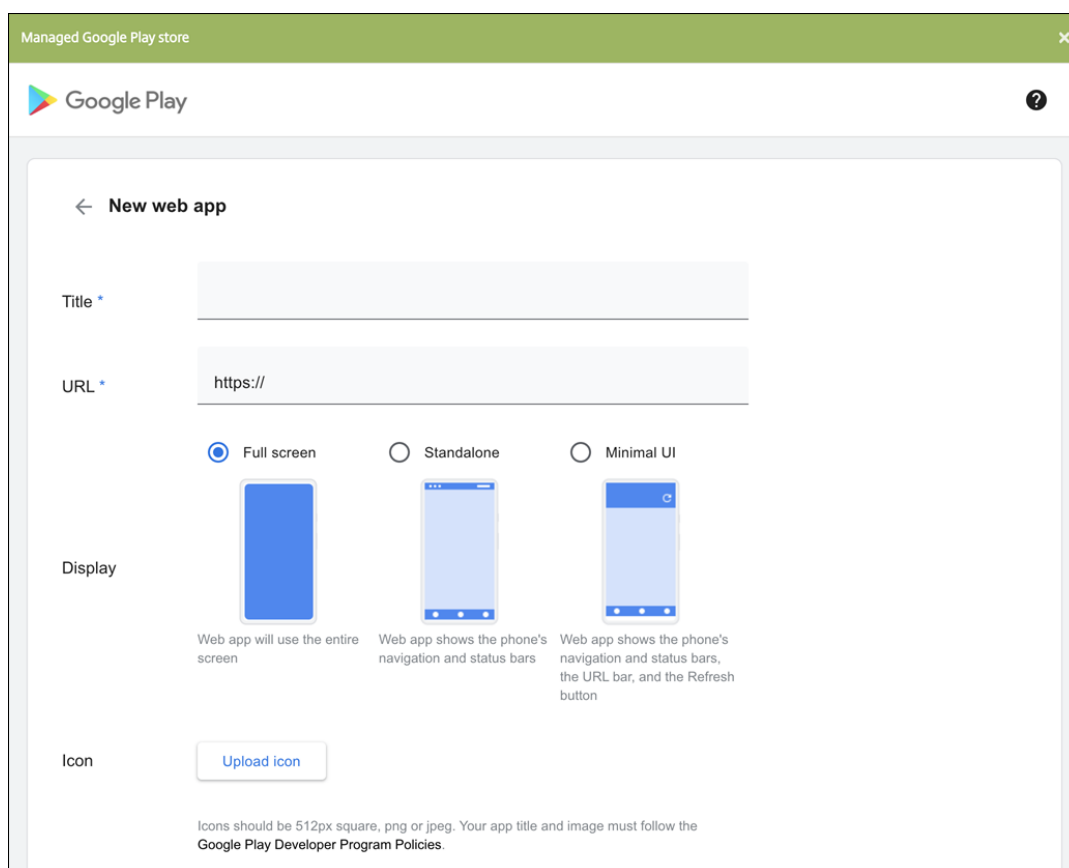 Managed Google Play store
Google Play
New web app
Title *
URL *
https://
Full screen
Standalone
Minimal UI
Display
Web app will use the entire
screen
Web app shows the phone's
navigation and status bars
Web app shows the phone's
navigation and status bars,
the URL bar, and the Refresh
button
Icon
Upload icon
Icons should be 512px square, png or jpeg. Your app title and image must follow the
Google Play Developer Program Policies.